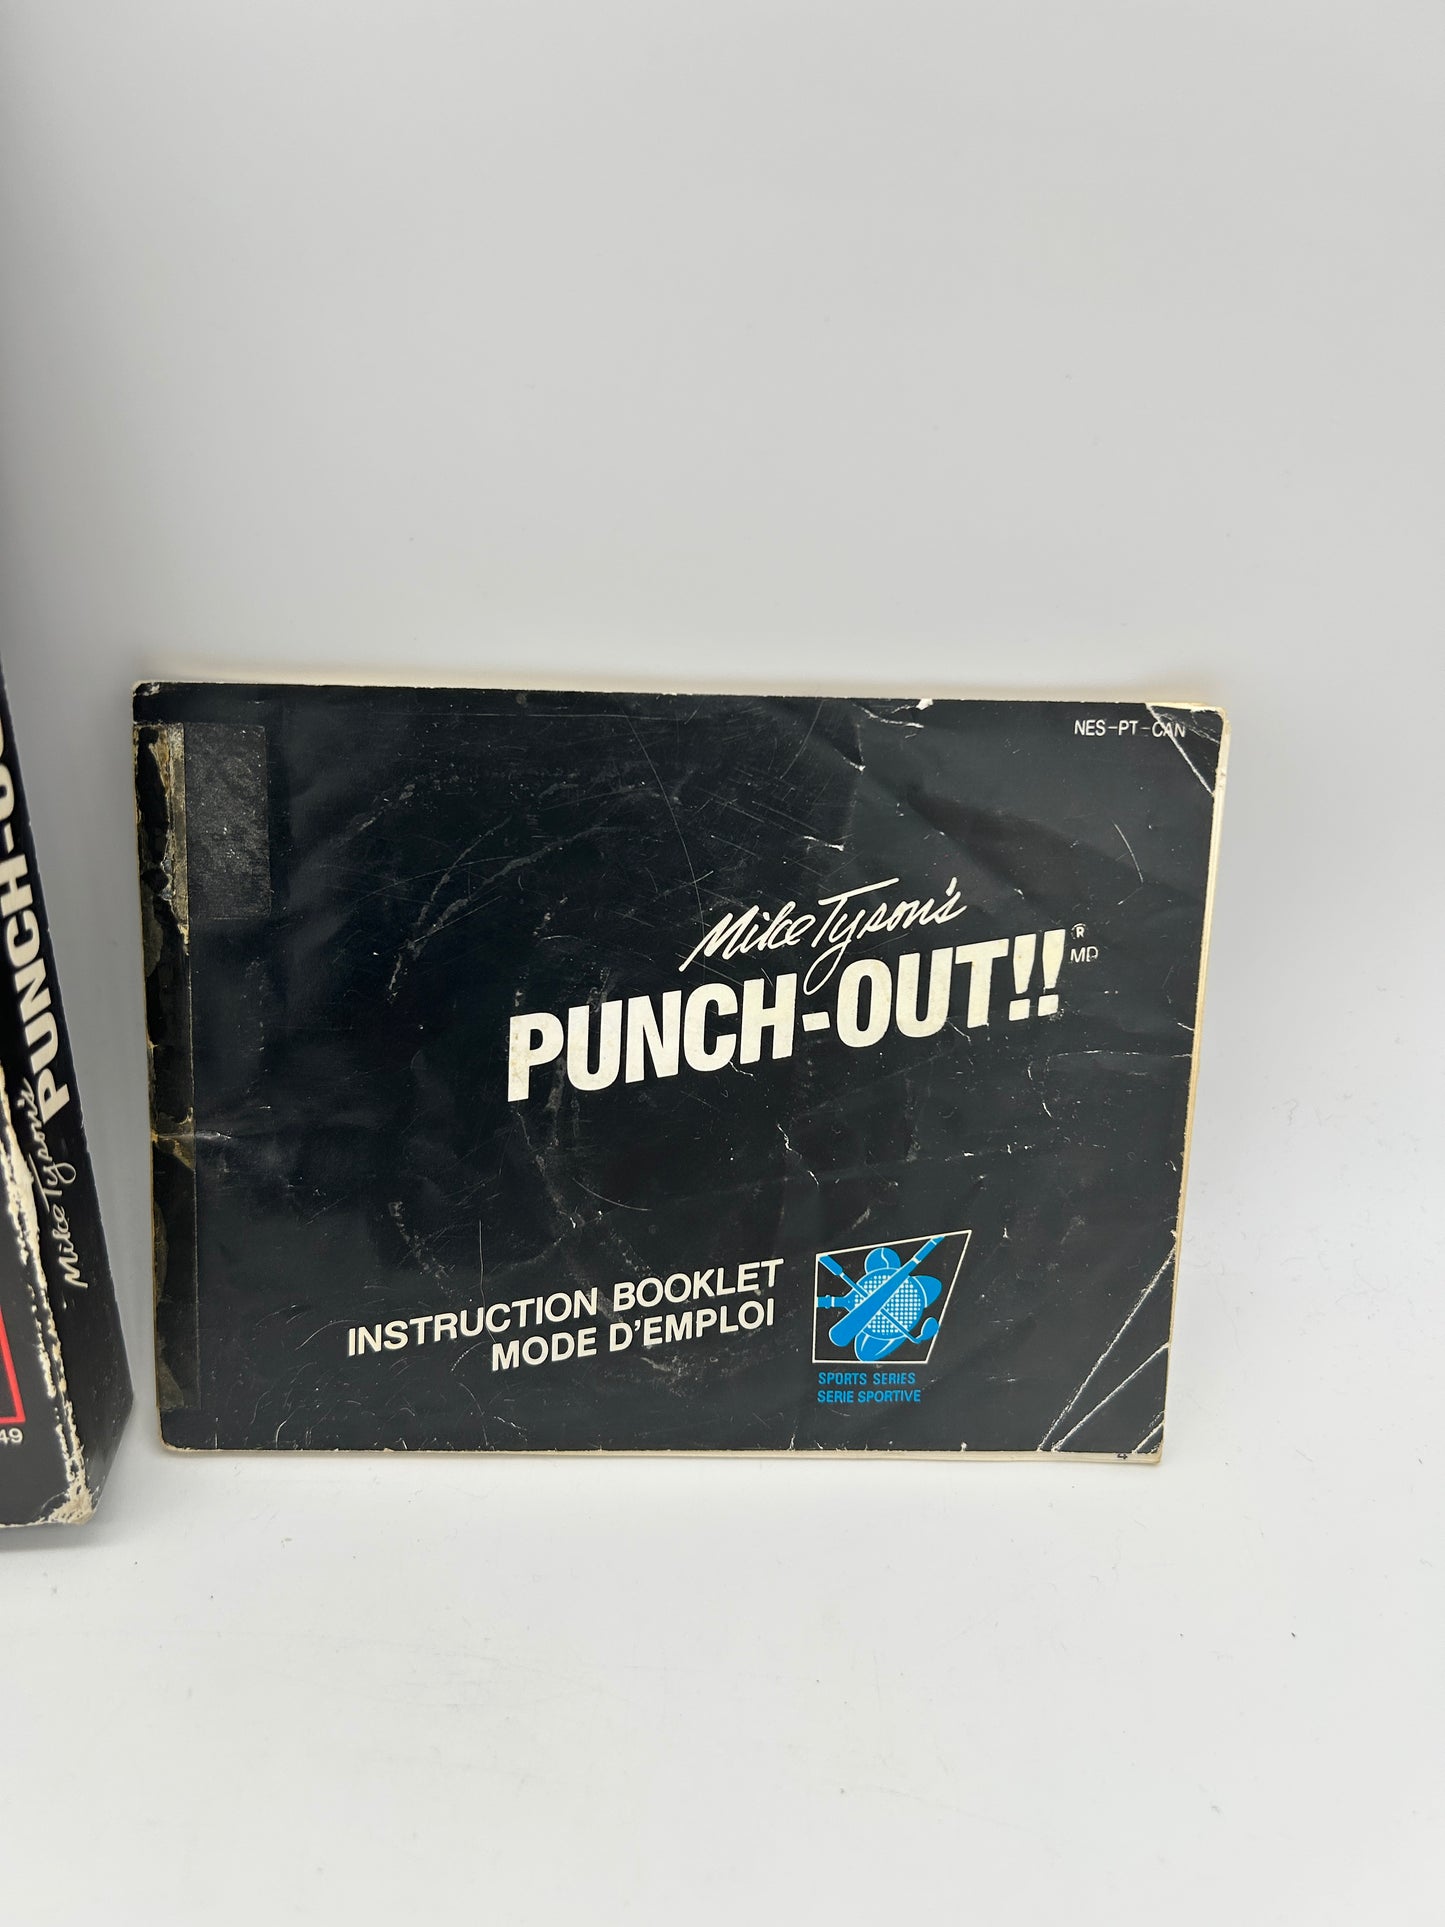 NES-PT-CAN
Mike Tyson's
PUNCH-OUT!!
®
MD
INSTRUCTION BOOKLET
MODE D'EMPLOI
SPORTS SERIES
SERIE SPORTIVE
Mike Tyson's
PUNCH-O
49